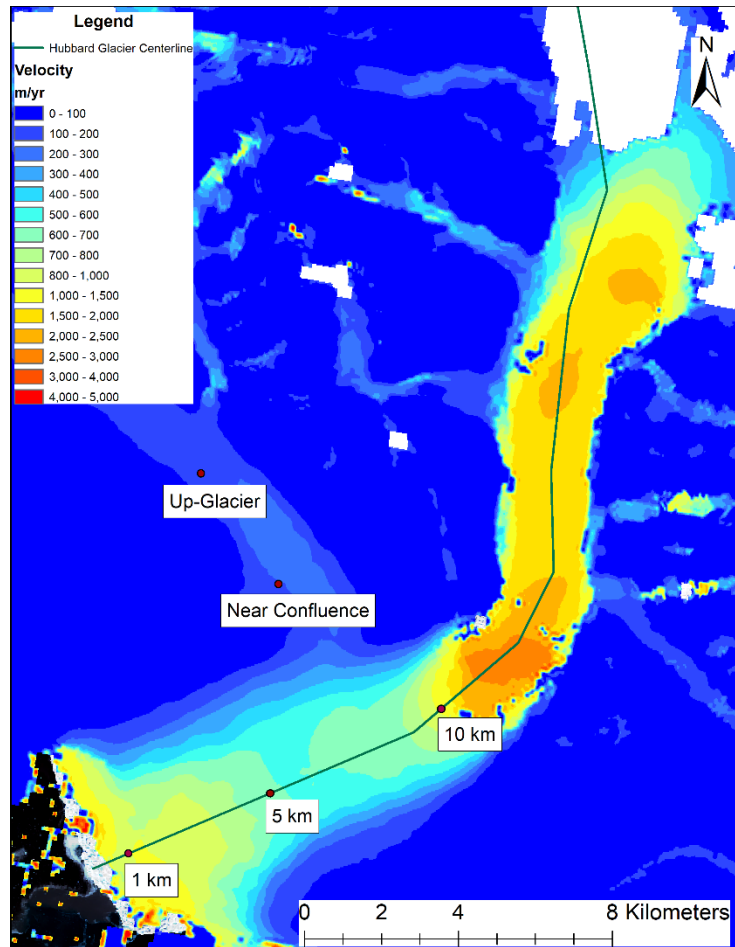 Legend
Hubbard Glacier Centerline
Velocity
m/yr
0 - 100
100 - 200
200 - 300
300 - 400
400 - 500
500 - 600
600 - 700
700 - 800
800 - 1,000
1,000 - 1,500
1,500 - 2,000
2,000 - 2,500
2,500 - 3,000
3,000 - 4,000
4,000 - 5,000
N
Up-Glacier
Near Confluence
10 km
5 km
1 km
0 2 4 8 Kilometers